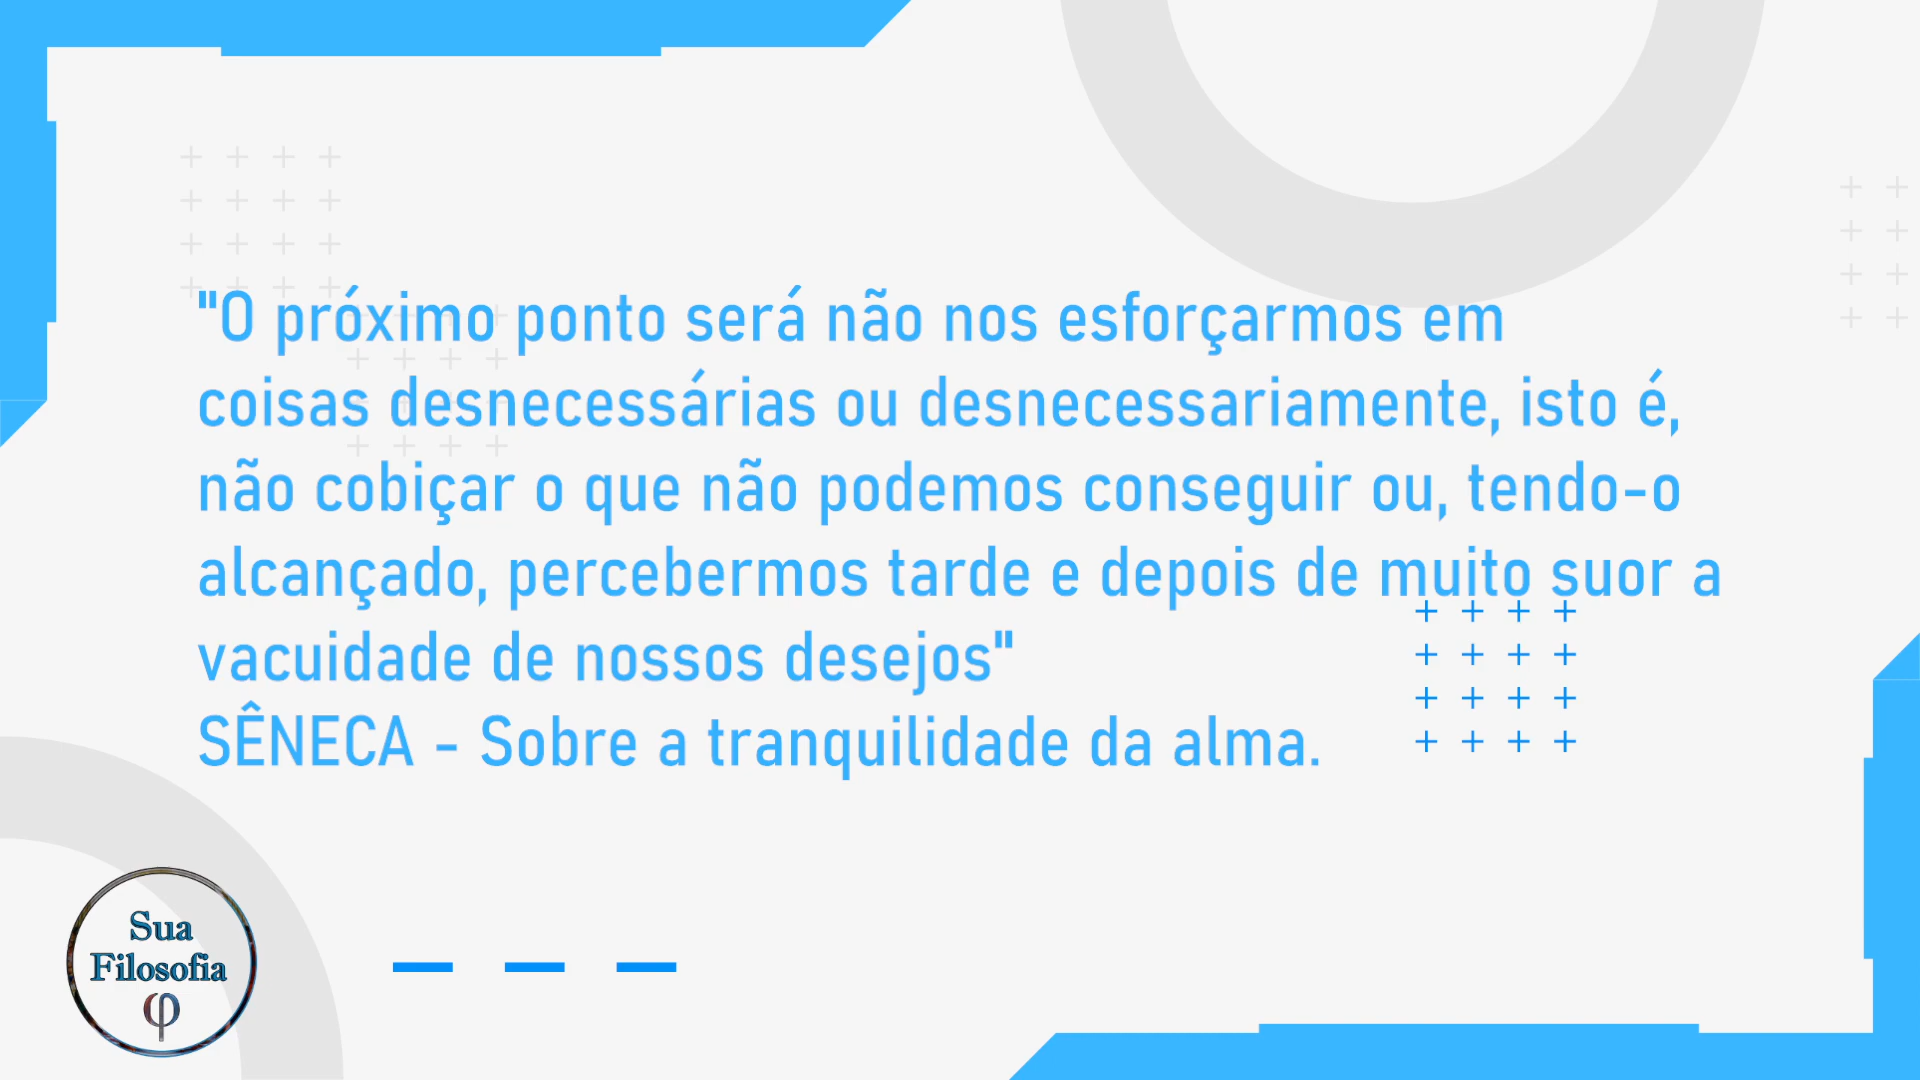 "O próximo ponto será não nos esforçarmos em
coisas desnecessárias ou desnecessariamente, isto é,
não cobiçar o que não podemos conseguir ou, tendo-o
alcançado, percebermos tarde e depois de muito suor a
vacuidade de nossos desejos"
SÊNECA - Sobre a tranquilidade da alma.
Sua
Filosofia
φ